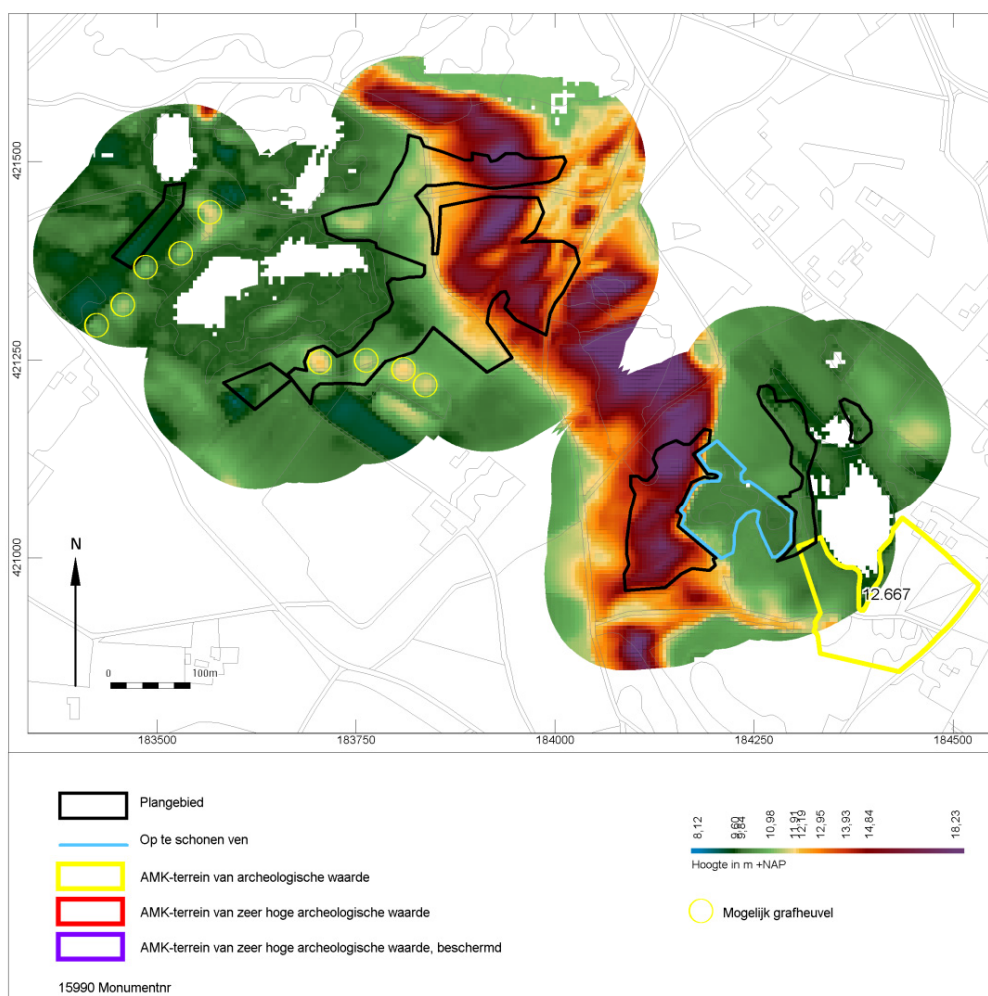 421500
421250
421000
N
0 100m
12.667
183500 183750 184000 184250 184500
Plangebied
Op te schonen ven
AMK-terrein van archeologische waarde
AMK-terrein van zeer hoge archeologische waarde
AMK-terrein van zeer hoge archeologische waarde, beschermd
15990 Monumentnr
8,12 9,60 9,84 10,98 11,91 12,19 12,95 13,93 14,84 18,23
Hoogte in m +NAP
Mogelijk grafheuvel